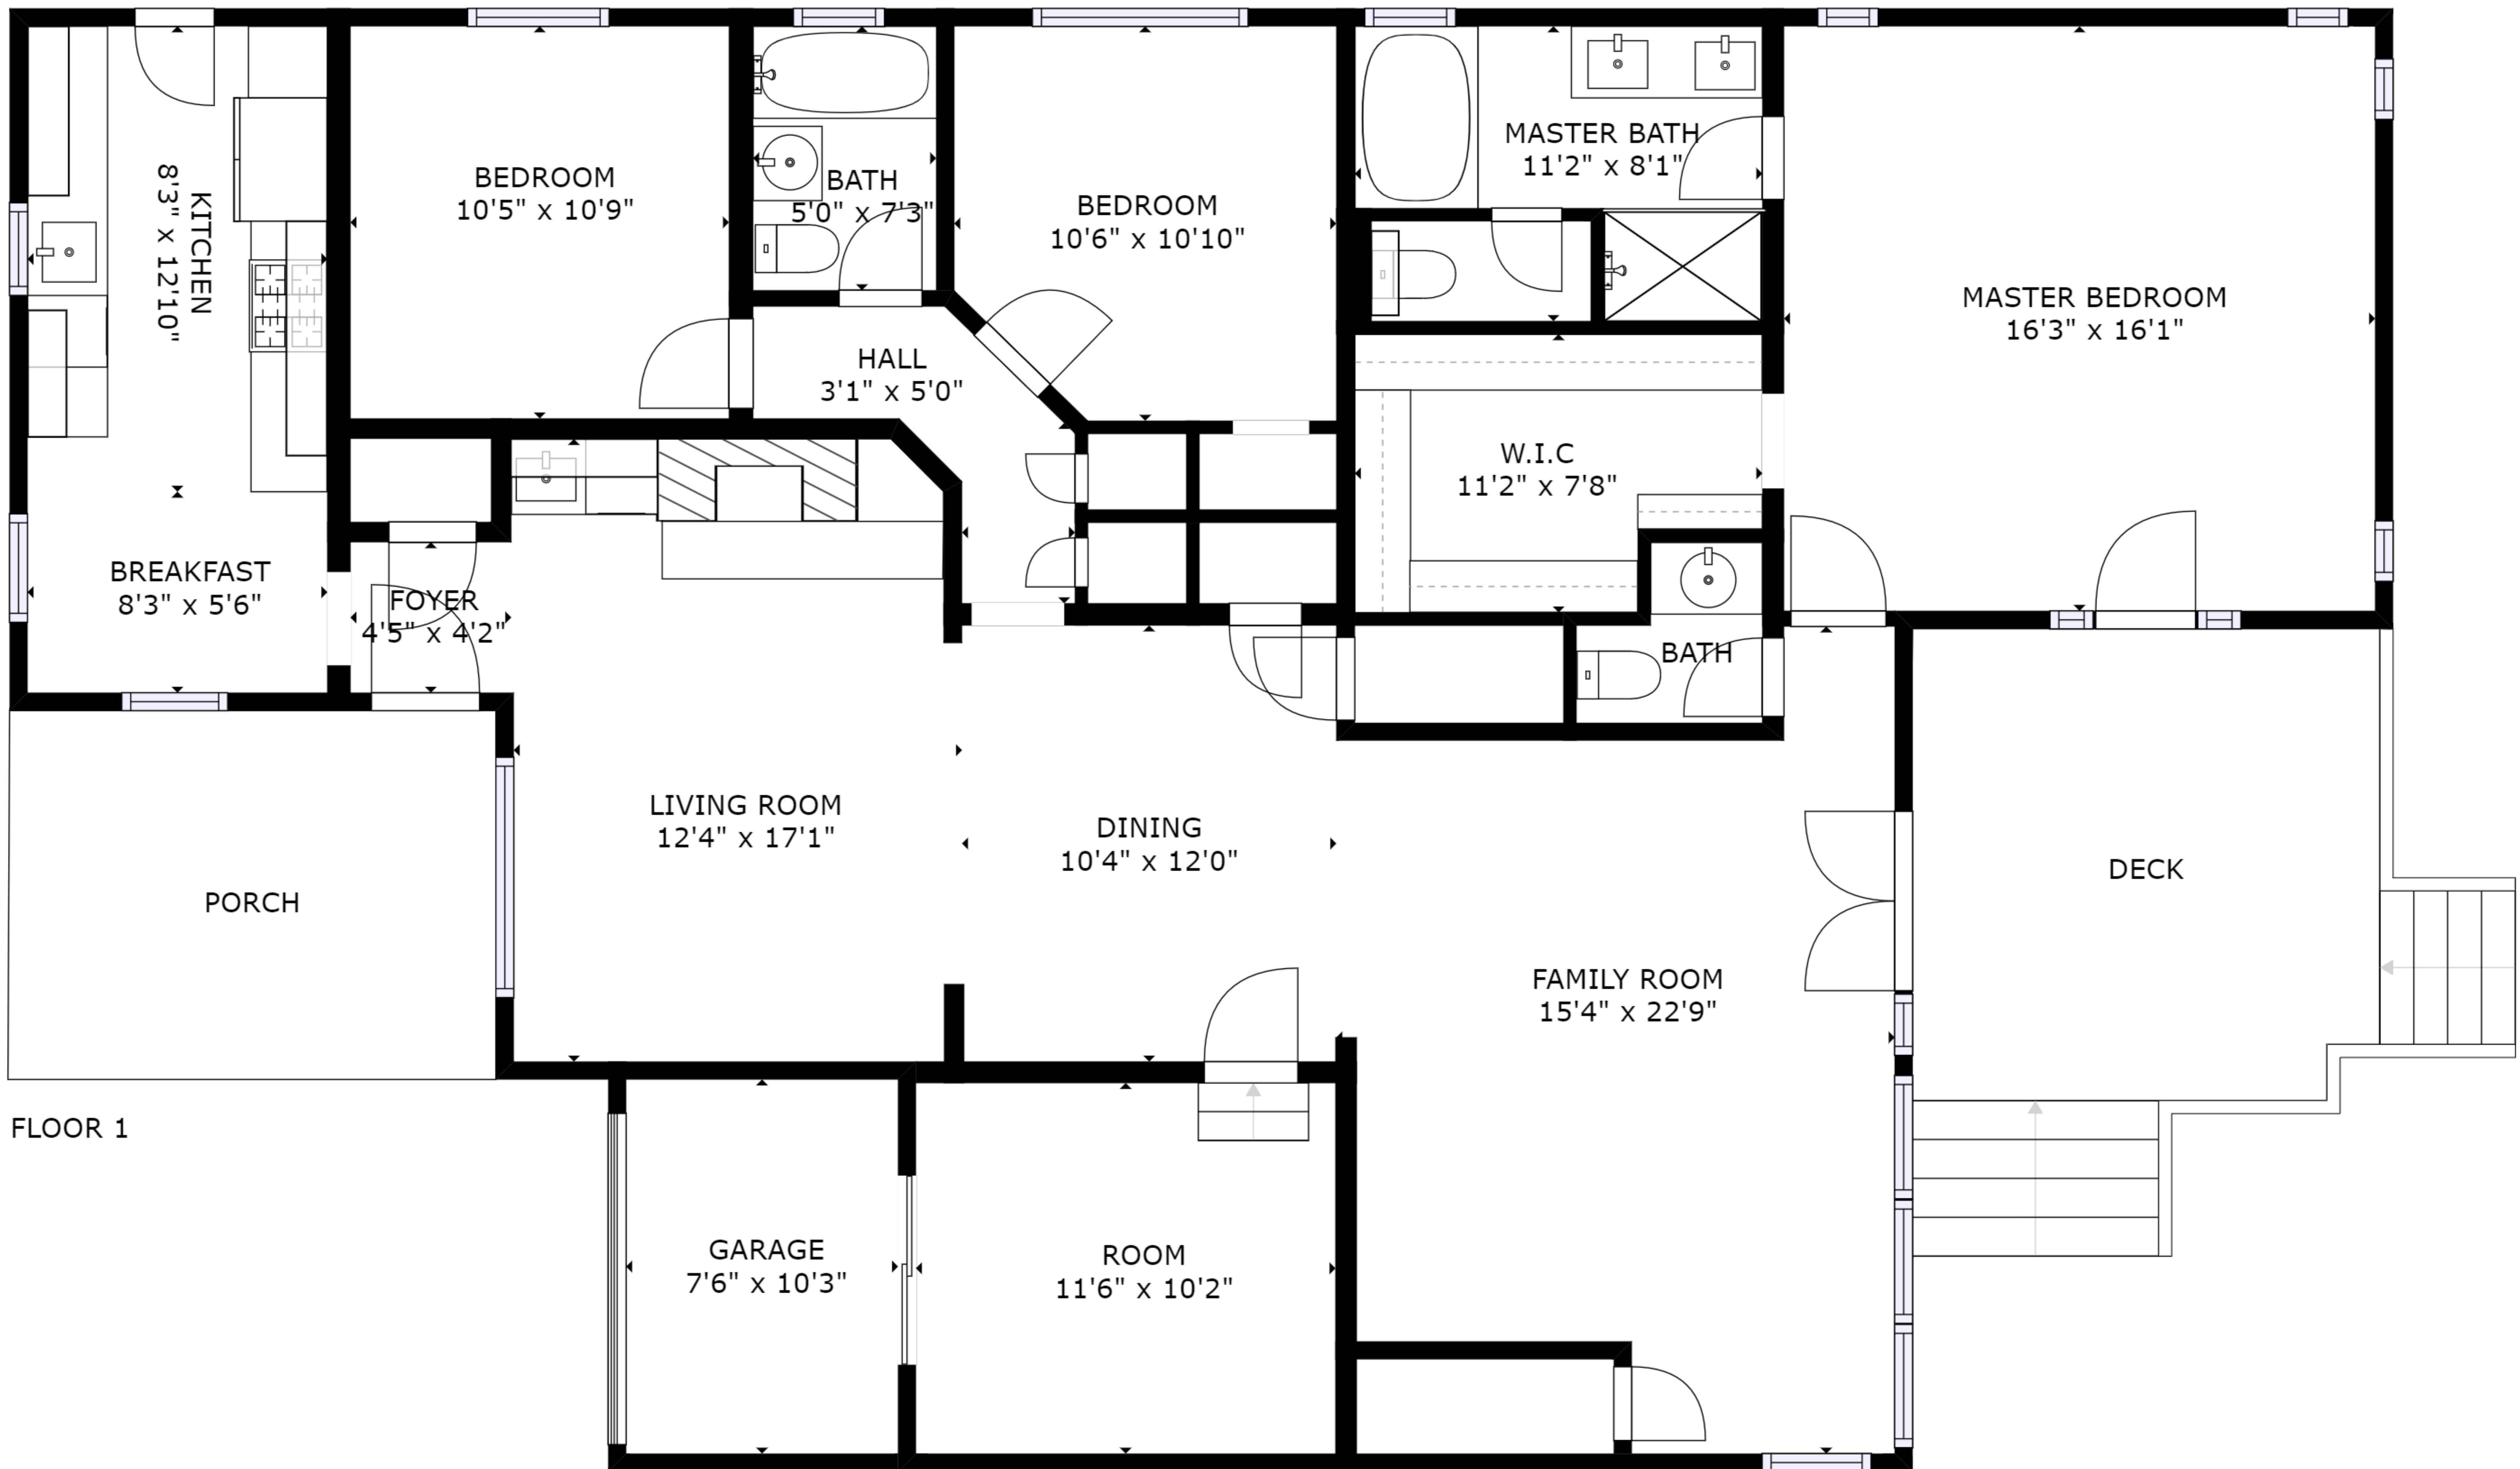 KITCHEN
8'3" x 12'10"
BEDROOM
10'5" x 10'9"
BATH
5'0" x 7'3"
BEDROOM
10'6" x 10'10"
MASTER BATH
11'2" x 8'1"
MASTER BEDROOM
16'3" x 16'1"
HALL
3'1" x 5'0"
W.I.C
11'2" x 7'8"
BREAKFAST
8'3" x 5'6"
FOYER
4'5" x 4'2"
BATH
LIVING ROOM
12'4" x 17'1"
DINING
10'4" x 12'0"
DECK
PORCH
FAMILY ROOM
15'4" x 22'9"
FLOOR 1
GARAGE
7'6" x 10'3"
ROOM
11'6" x 10'2"